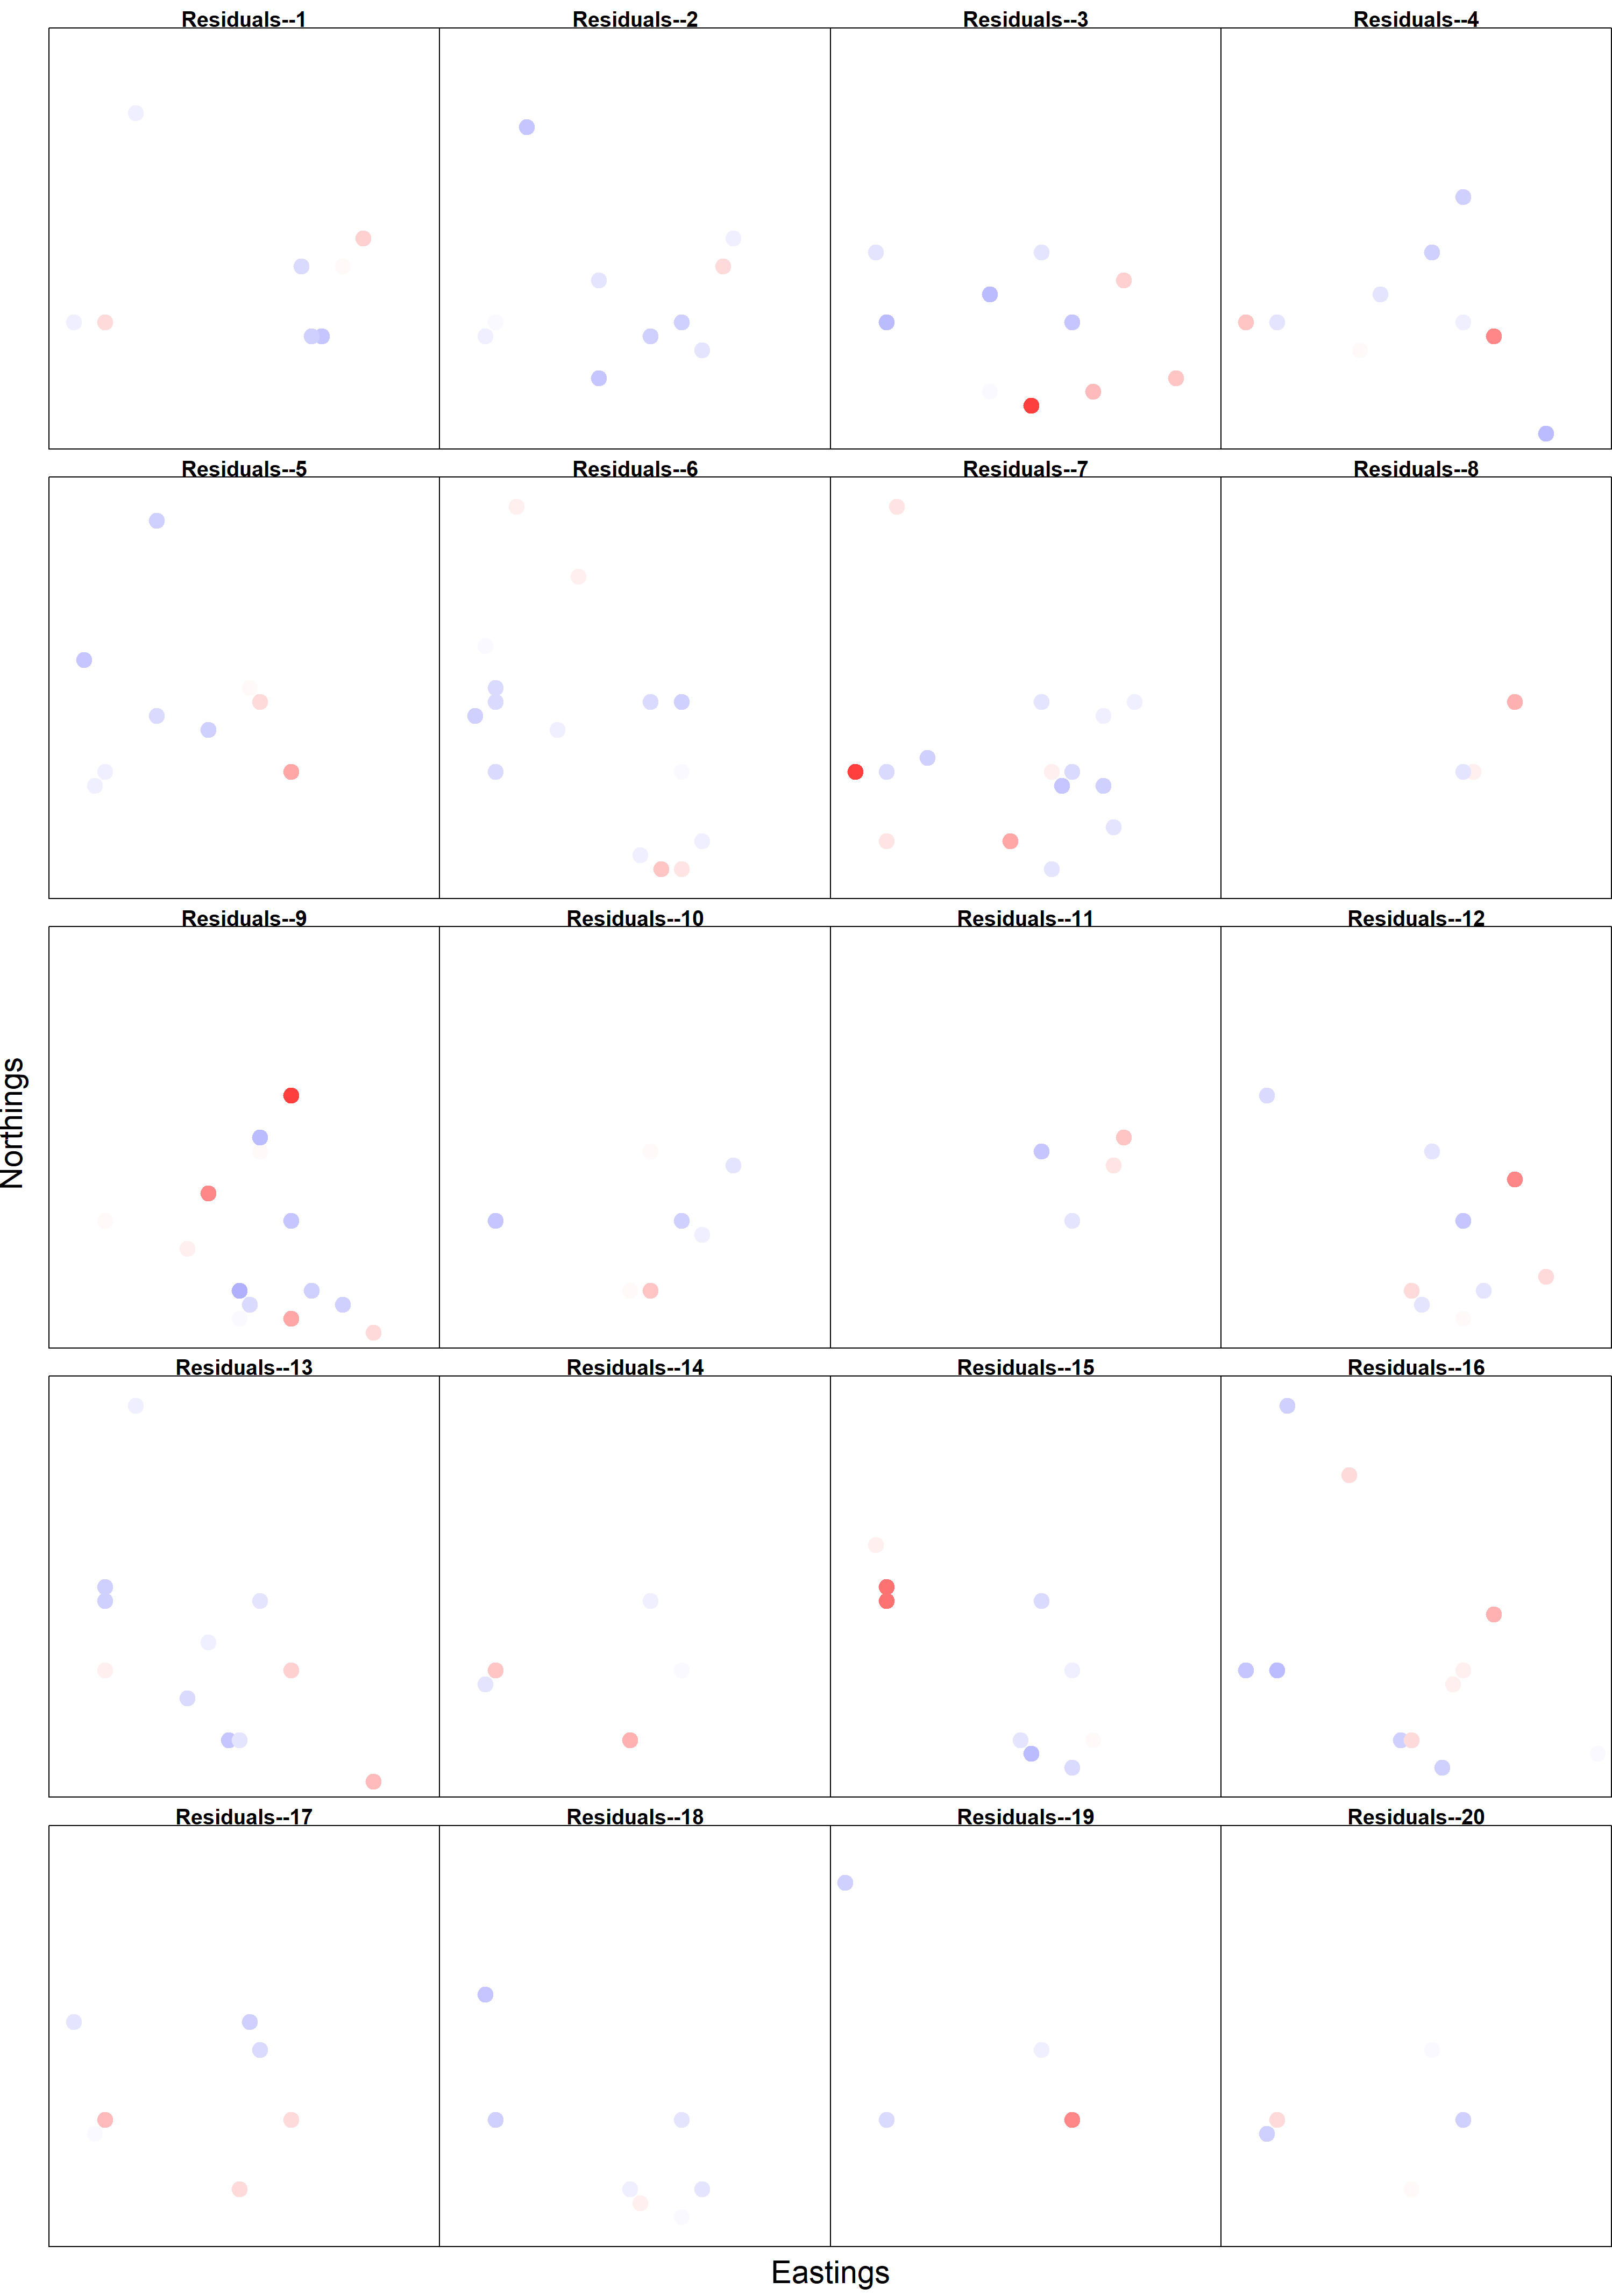 Residuals--1
Residuals--2
Residuals--3
Residuals--4
Residuals--5
Residuals--6
Residuals--7
Residuals--8
Residuals--9
Residuals--10
Residuals--11
Residuals--12
Northings
Residuals--13
Residuals--14
Residuals--15
Residuals--16
Residuals--17
Residuals--18
Residuals--19
Residuals--20
Eastings